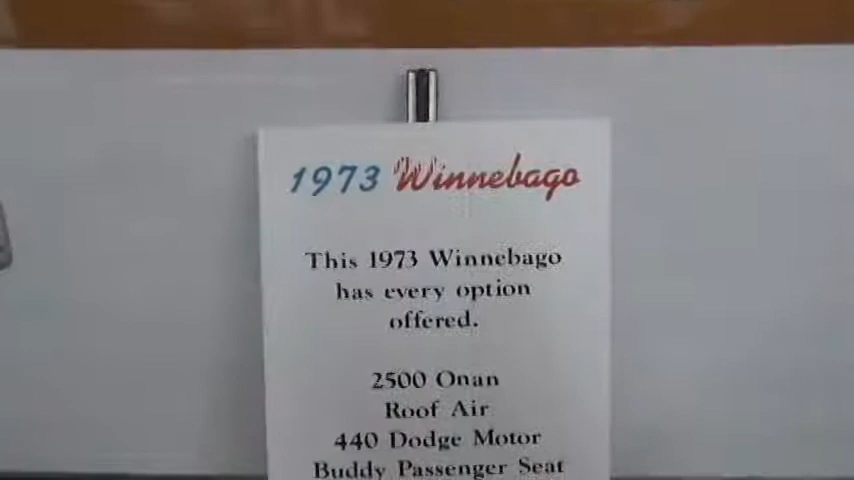 1973 Winnebago
This 1973 Winnebago
has every option
offered.
2500 Onan
Roof Air
440 Dodge Motor
Buddy Passenger Seat